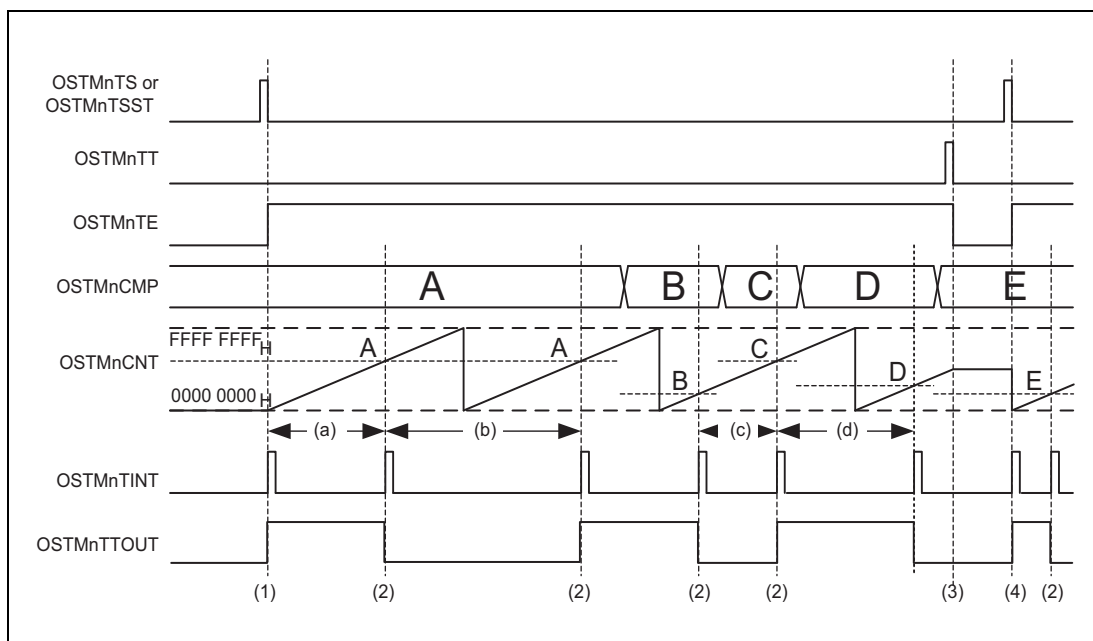 OSTMnTS or
OSTMnTSST
OSTMnTT
OSTMnTE
OSTMnCMP A B C D E
FFFF FFFFH
OSTMnCNT A A B C D E
0000 0000H
(a) (b) (c) (d)
OSTMnTINT
OSTMnTTOUT
(1) (2) (2) (2) (2) (3) (4) (2)